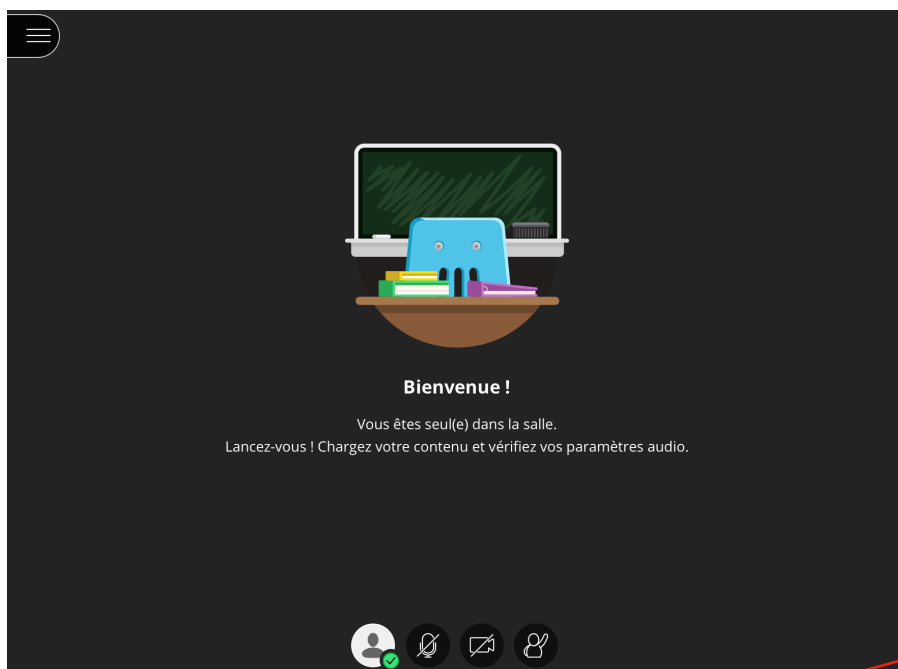 Bienvenue !
Vous êtes seul(e) dans la salle.
Lancez-vous ! Chargez votre contenu et vérifiez vos paramètres audio.